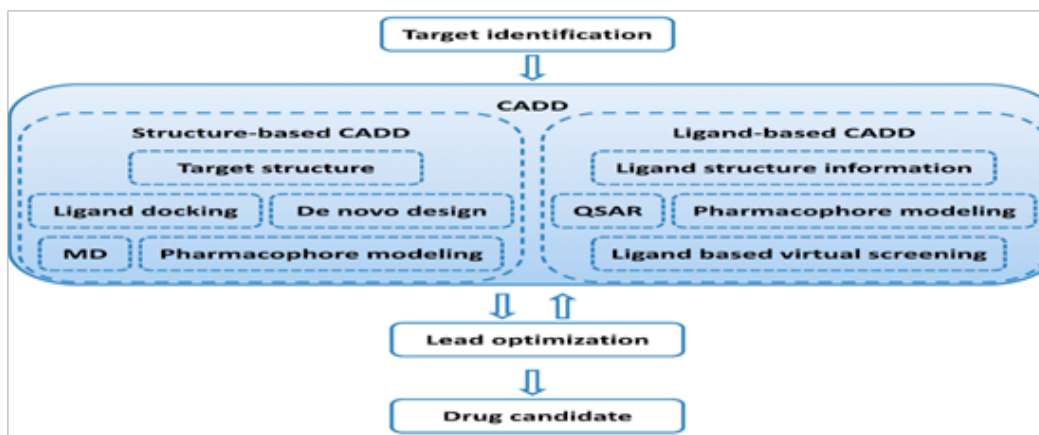 Target identification
CADD
Structure-based CADD
Target structure
Ligand docking
De novo design
MD
Pharmacophore modeling
Ligand-based CADD
Ligand structure information
QSAR
Pharmacophore modeling
Ligand based virtual screening
Lead optimization
Drug candidate